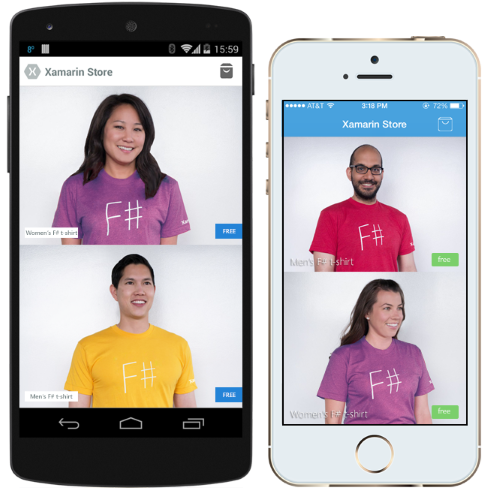 8° 15:59
Xamarin Store
F#
Women's F# t-shirt FREE
F#
Men's F# t-shirt FREE
AT&T 3:18 PM 72%
Xamarin Store
F#
Men's F# t-shirt free
F#
Men's F# t-shirt free